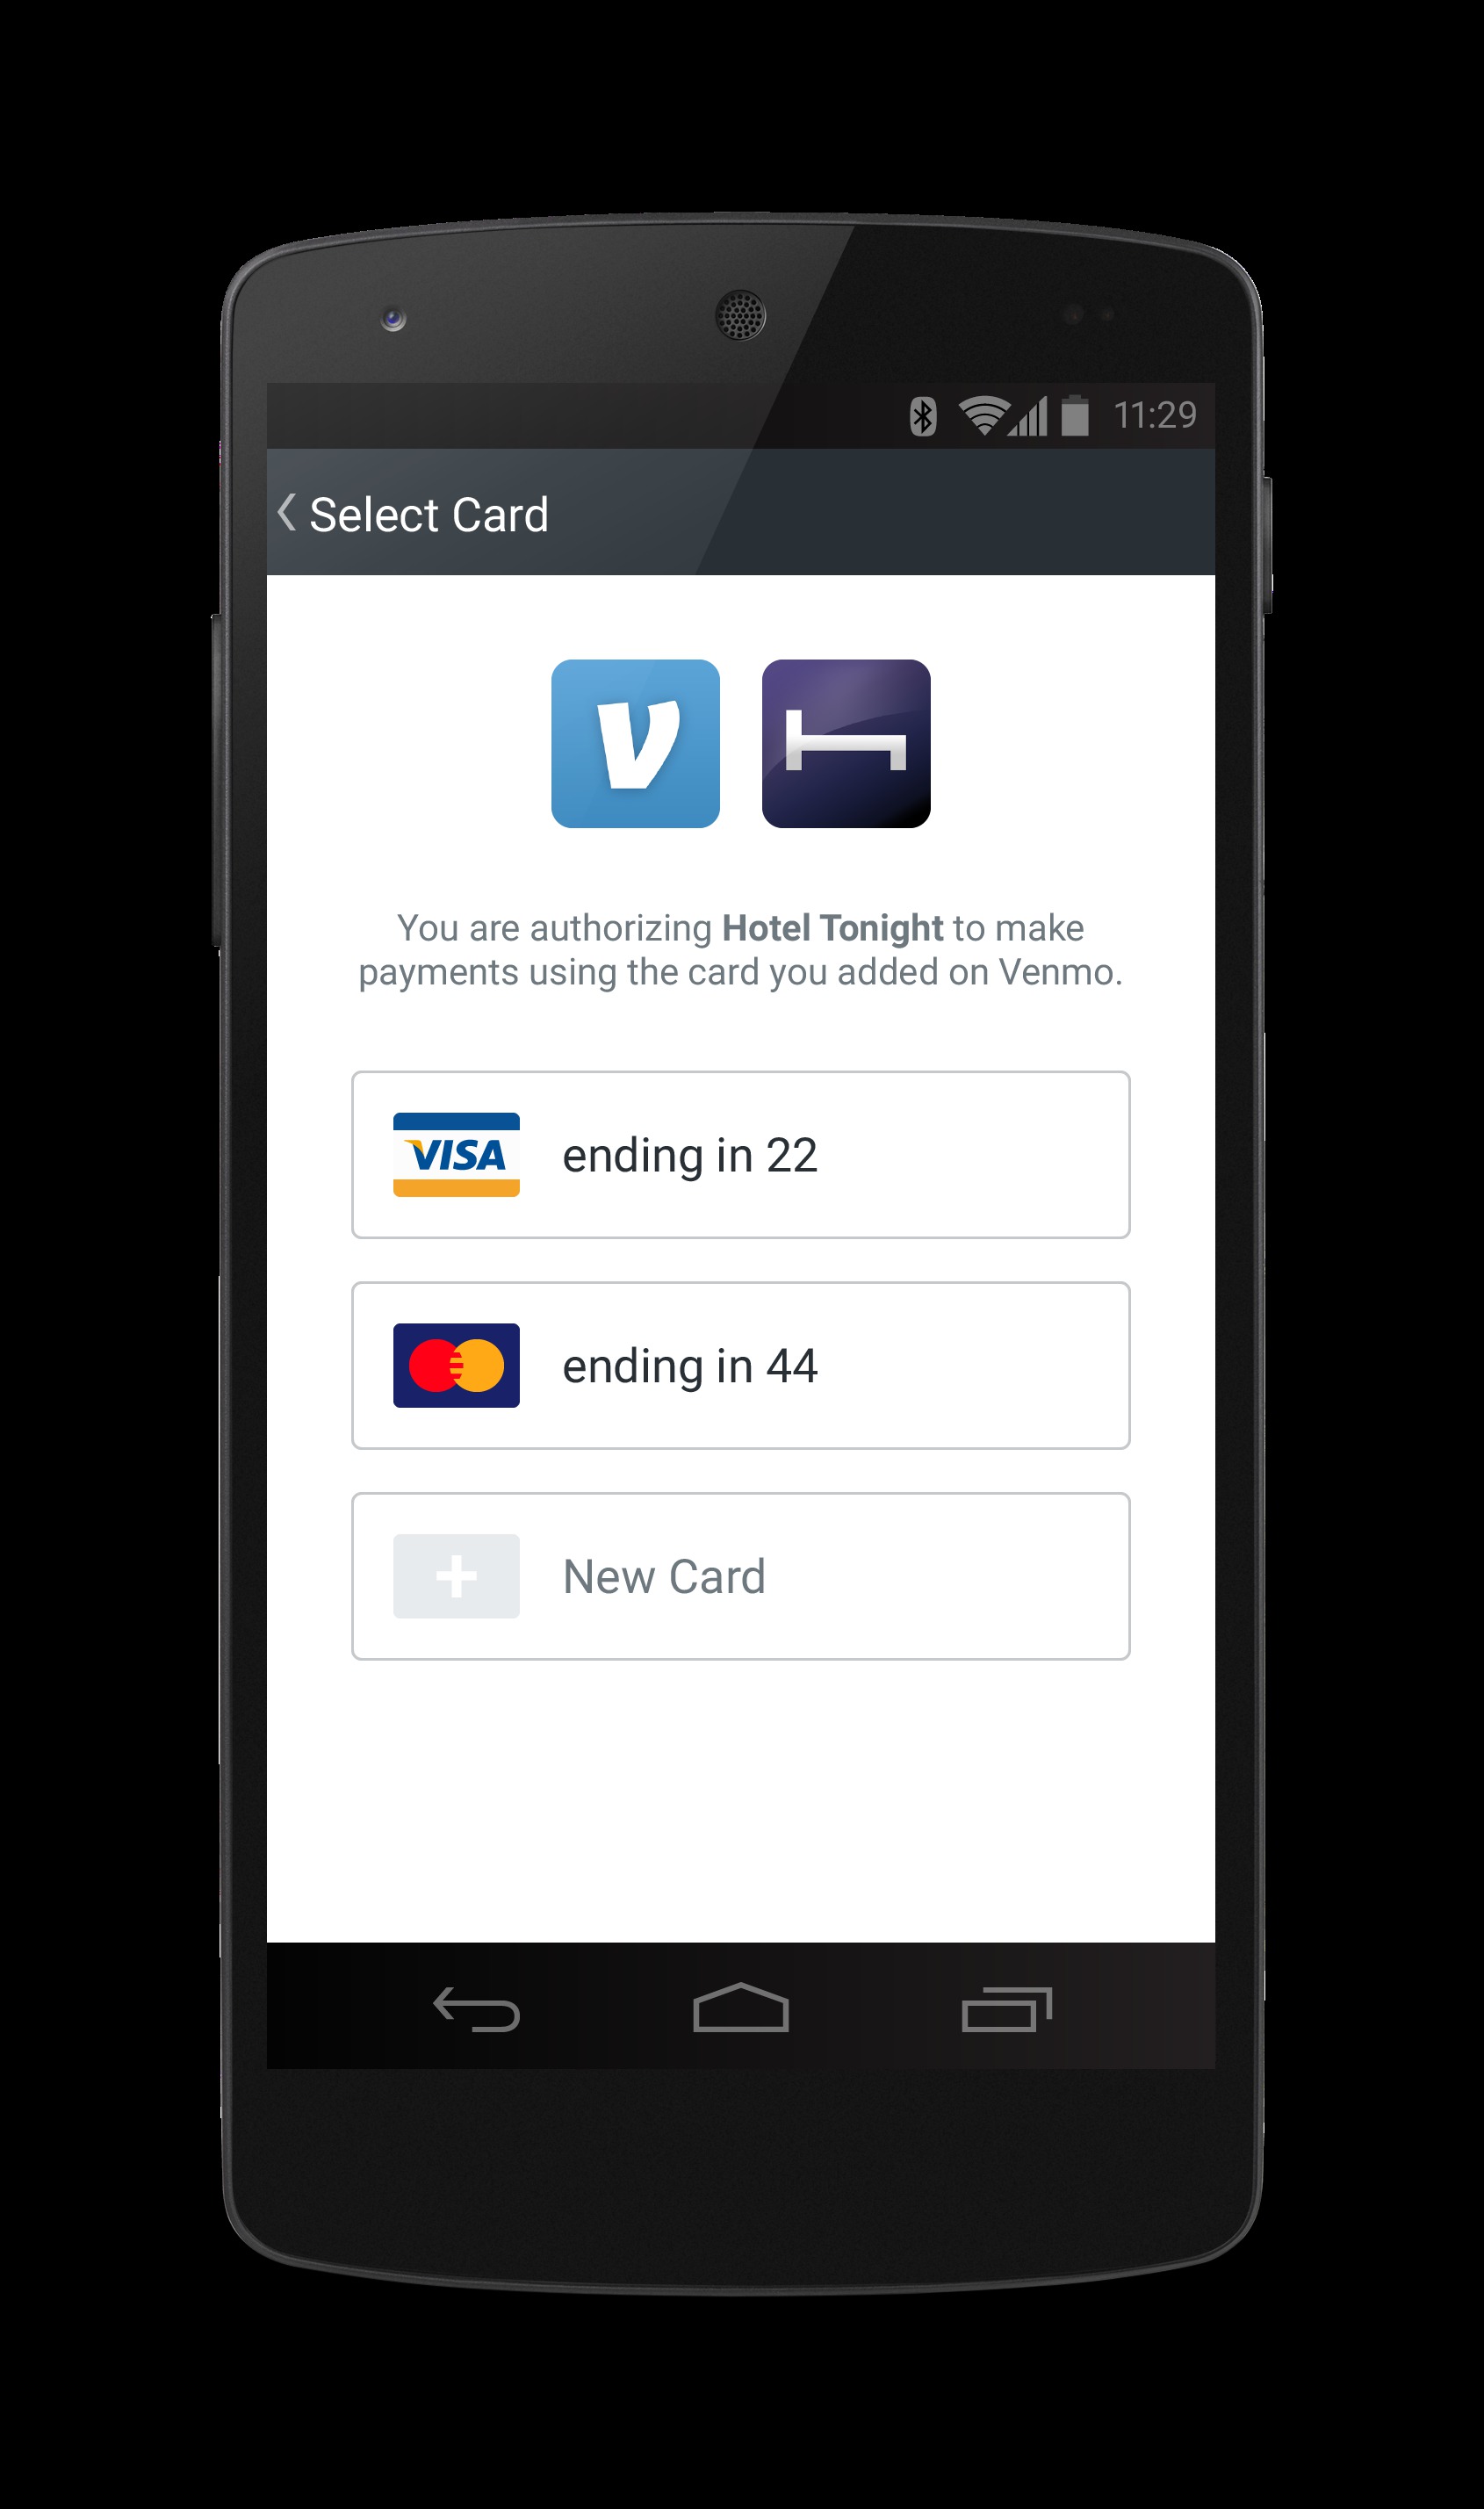 11:29
Select Card
V
You are authorizing Hotel Tonight to make
payments using the card you added on Venmo.
VISA ending in 22
ending in 44
New Card